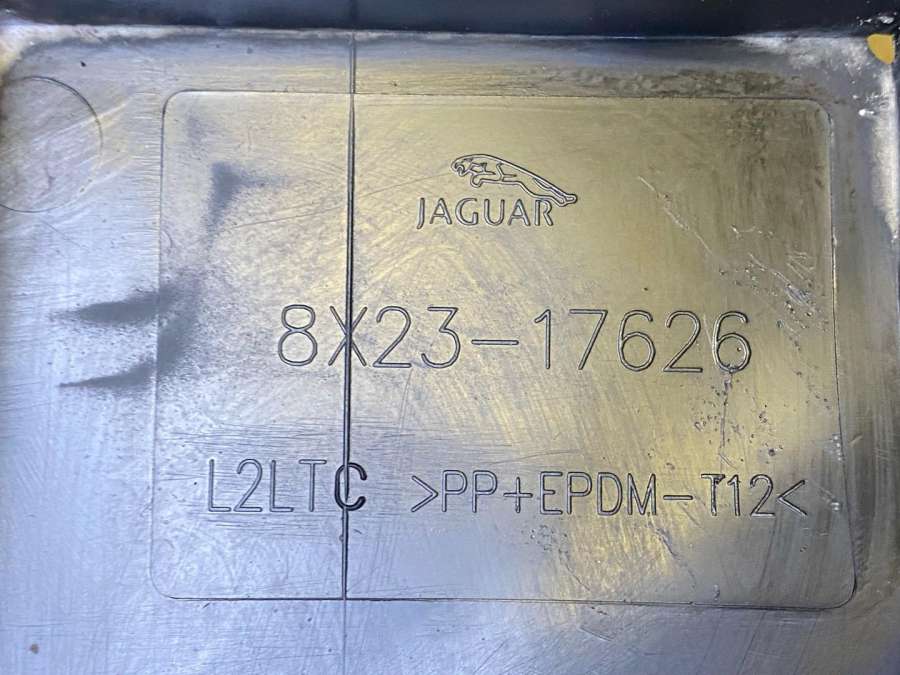 JAGUAR
8X23-17626
L2LTC >PP+EPDM-T12<